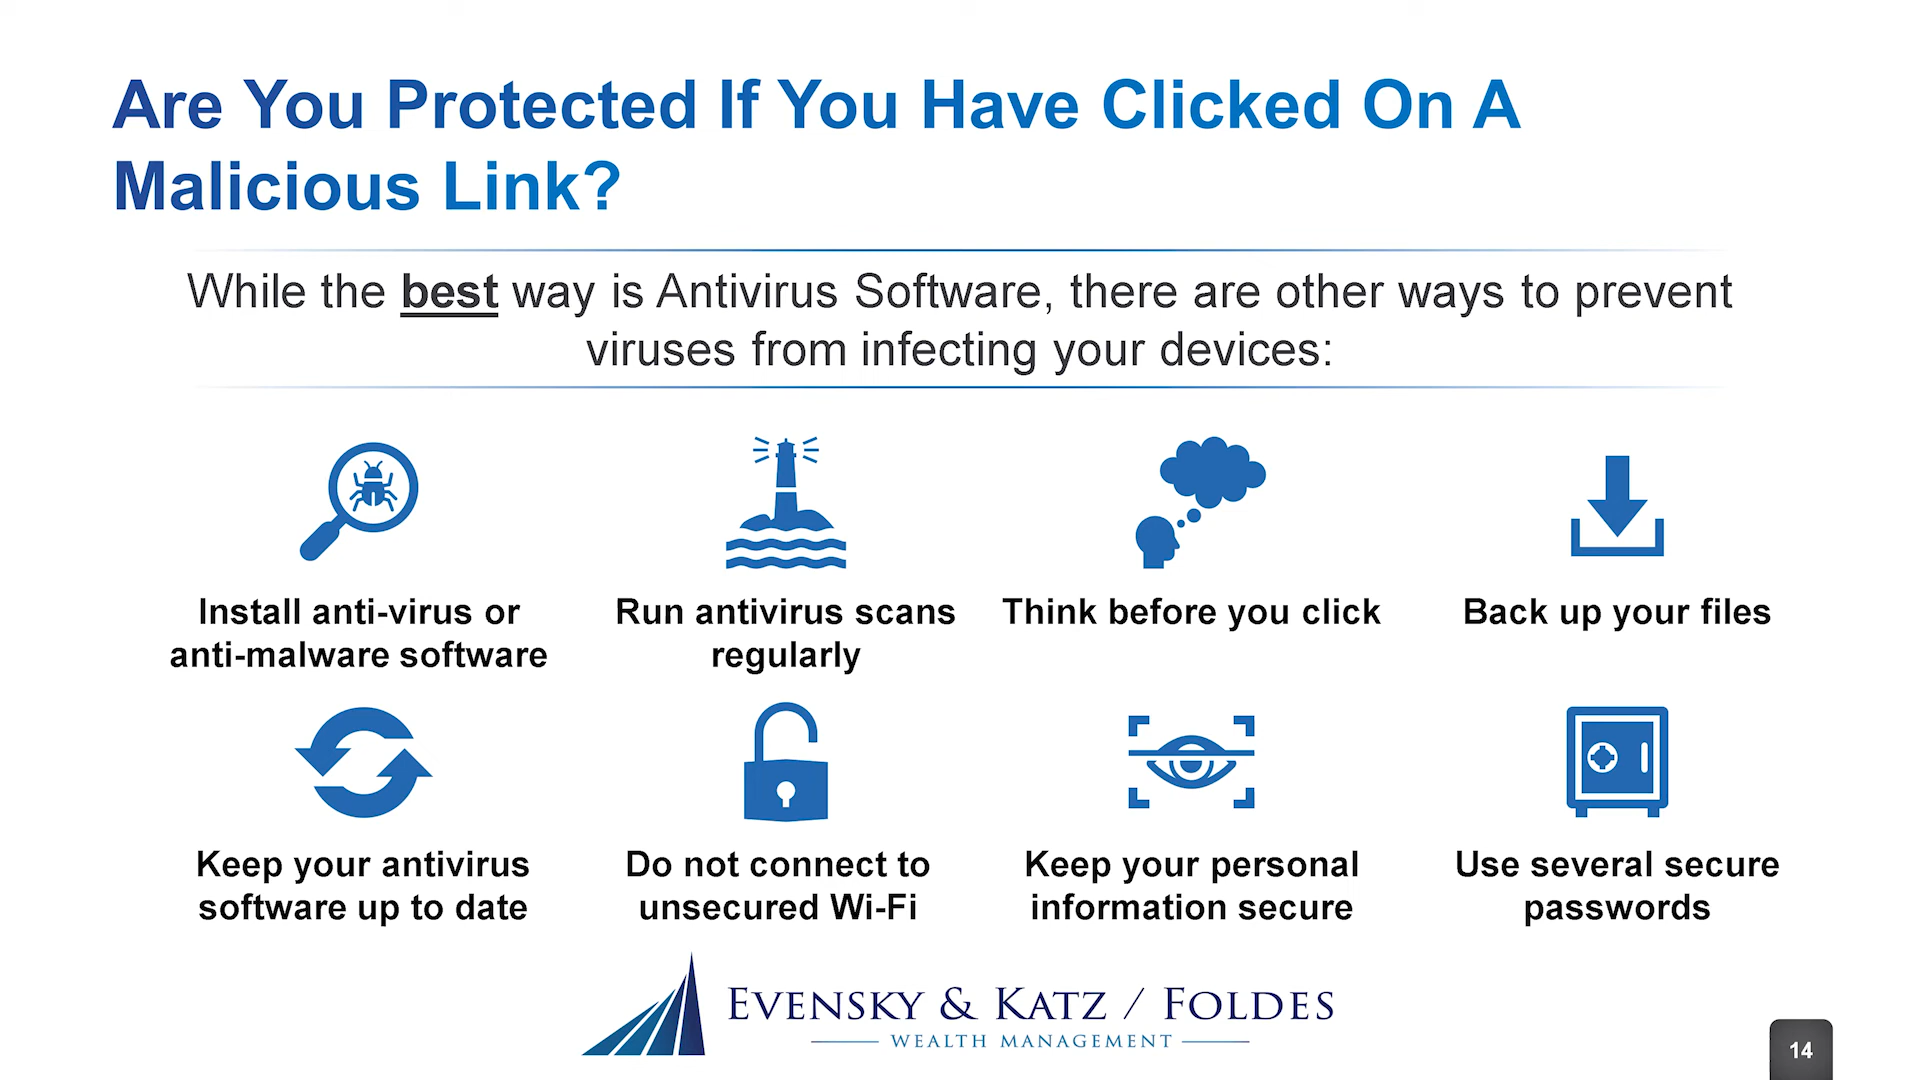 Are You Protected If You Have Clicked On A
Malicious Link?
While the best way is Antivirus Software, there are other ways to prevent
viruses from infecting your devices:
Install anti-virus or
anti-malware software
Run antivirus scans
regularly
Think before you click
Back up your files
Keep your antivirus
software up to date
Do not connect to
unsecured Wi-Fi
Keep your personal
information secure
Use several secure
passwords
EVENSKY & KATZ / FOLDES
WEALTH MANAGEMENT
14